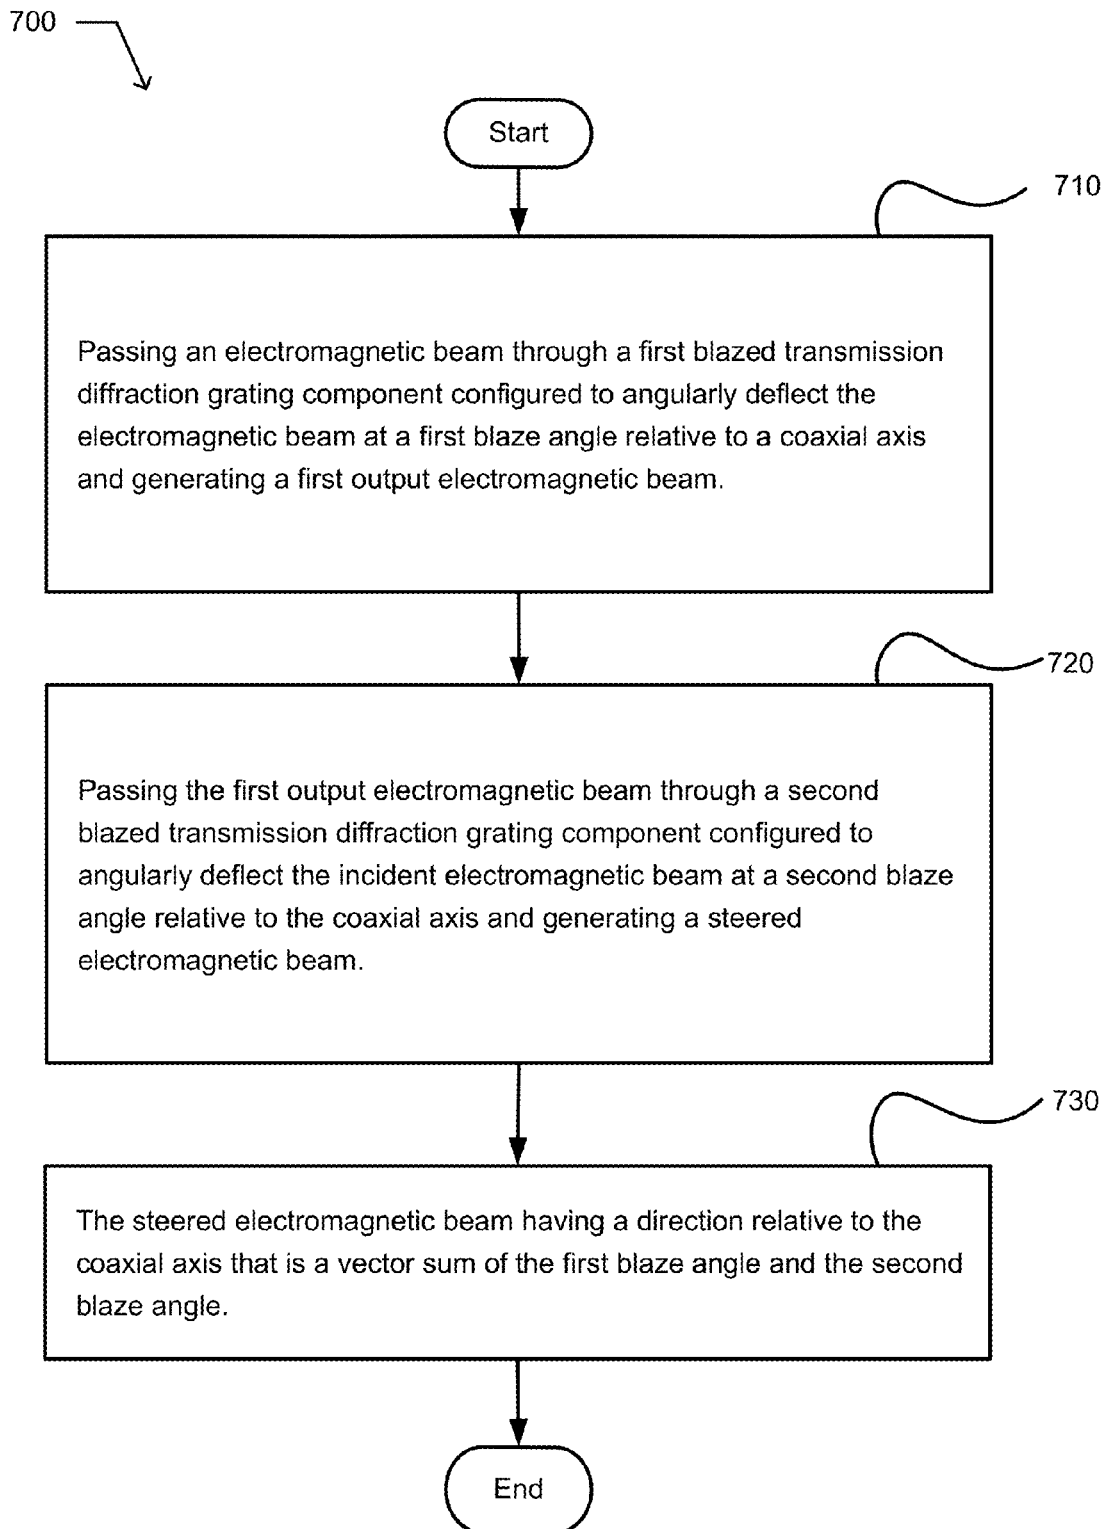 700
Start
710
Passing an electromagnetic beam through a first blazed transmission
diffraction grating component configured to angularly deflect the
electromagnetic beam at a first blaze angle relative to a coaxial axis
and generating a first output electromagnetic beam.
720
Passing the first output electromagnetic beam through a second
blazed transmission diffraction grating component configured to
angularly deflect the incident electromagnetic beam at a second blaze
angle relative to the coaxial axis and generating a steered
electromagnetic beam.
730
The steered electromagnetic beam having a direction relative to the
coaxial axis that is a vector sum of the first blaze angle and the second
blaze angle.
End